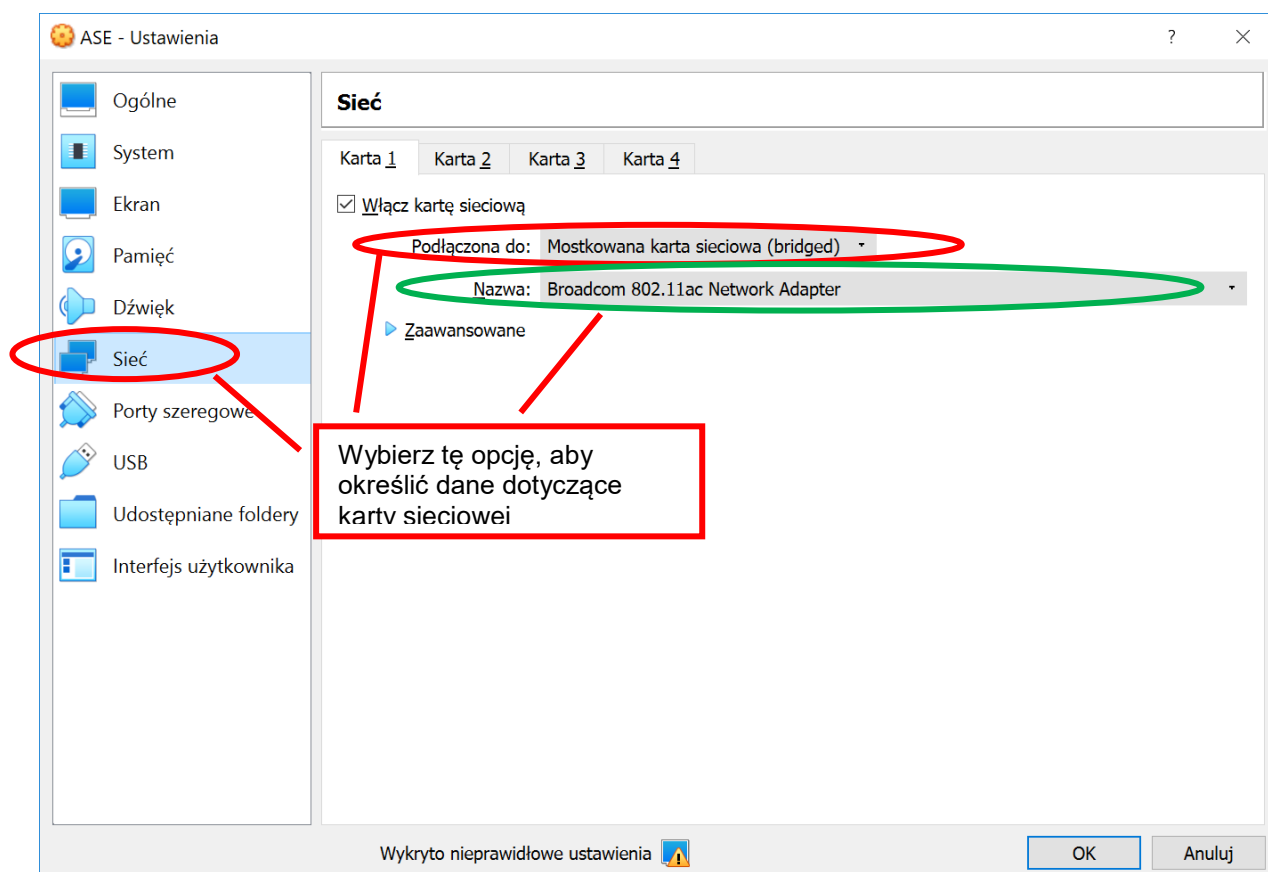 ASE - Ustawienia
?
Ogólne
System
Ekran
Pamięć
Dźwięk
Sieć
Porty szeregowe
USB
Udostępniane foldery
Interfejs użytkownika
Sieć
Karta 1 Karta 2 Karta 3 Karta 4
Włącz kartę sieciową
Podłączona do: Mostkowana karta sieciowa (bridged)
Nazwa: Broadcom 802.11ac Network Adapter
Zaawansowane
Wybierz tę opcję, aby
określić dane dotyczące
karty sieciowej
Wykryto nieprawidłowe ustawienia
OK Anuluj